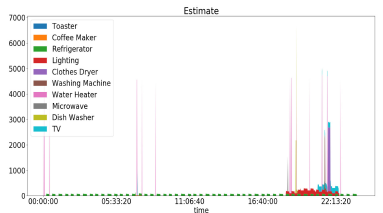 Estimate
7000
6000
5000
4000
3000
2000
1000
0
Toaster
Coffee Maker
Refrigerator
Lighting
Clothes Dryer
Washing Machine
Water Heater
Microwave
Dish Washer
TV
00:00:00 05:33:20 11:06:40 16:40:00 22:13:20
time